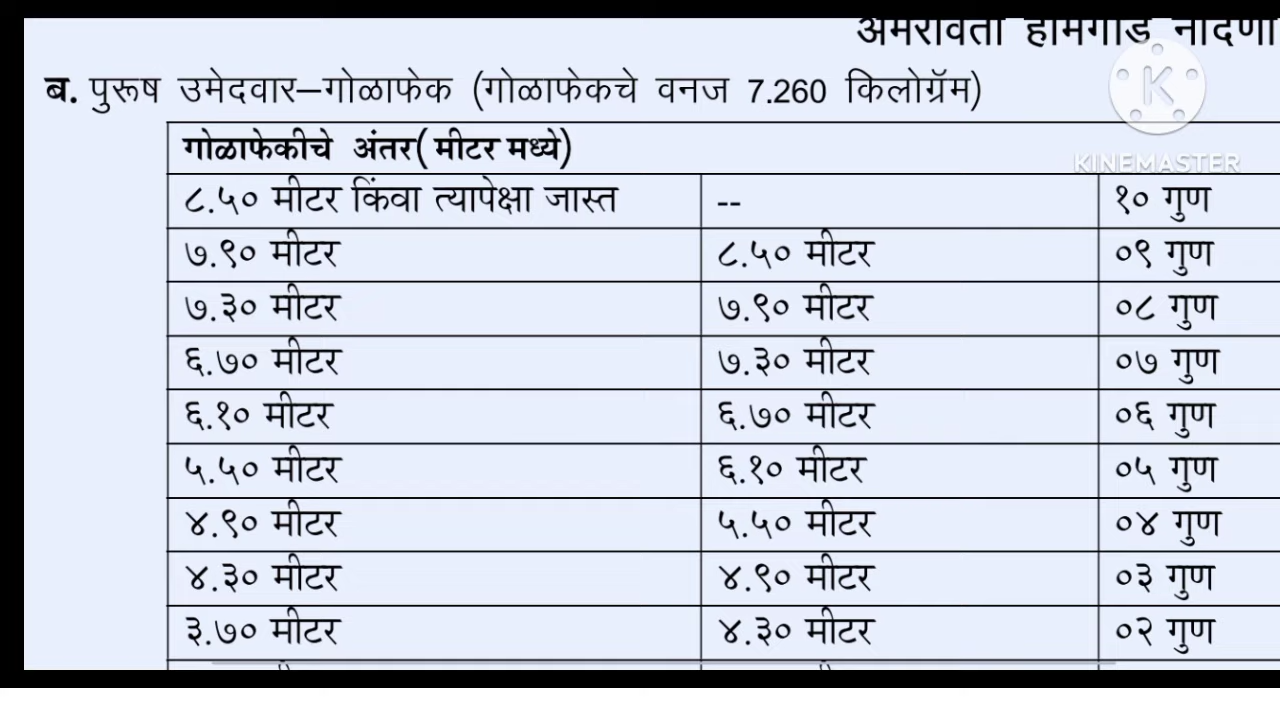 अमरावती होमगार्ड नोंदणी
ब. पुरूष उमेदवार–गोळाफेक (गोळाफेकचे वनज 7.260 किलोग्रॅम)
K
KINEMASTER
गोळाफेकीचे अंतर( मीटर मध्ये)
८.५० मीटर किंवा त्यापेक्षा जास्त -- १० गुण
७.९० मीटर ८.५० मीटर ०९ गुण
७.३० मीटर ७.९० मीटर ०८ गुण
६.७० मीटर ७.३० मीटर ०७ गुण
६.१० मीटर ६.७० मीटर ०६ गुण
५.५० मीटर ६.१० मीटर ०५ गुण
४.९० मीटर ५.५० मीटर ०४ गुण
४.३० मीटर ४.९० मीटर ०३ गुण
३.७० मीटर ४.३० मीटर ०२ गुण